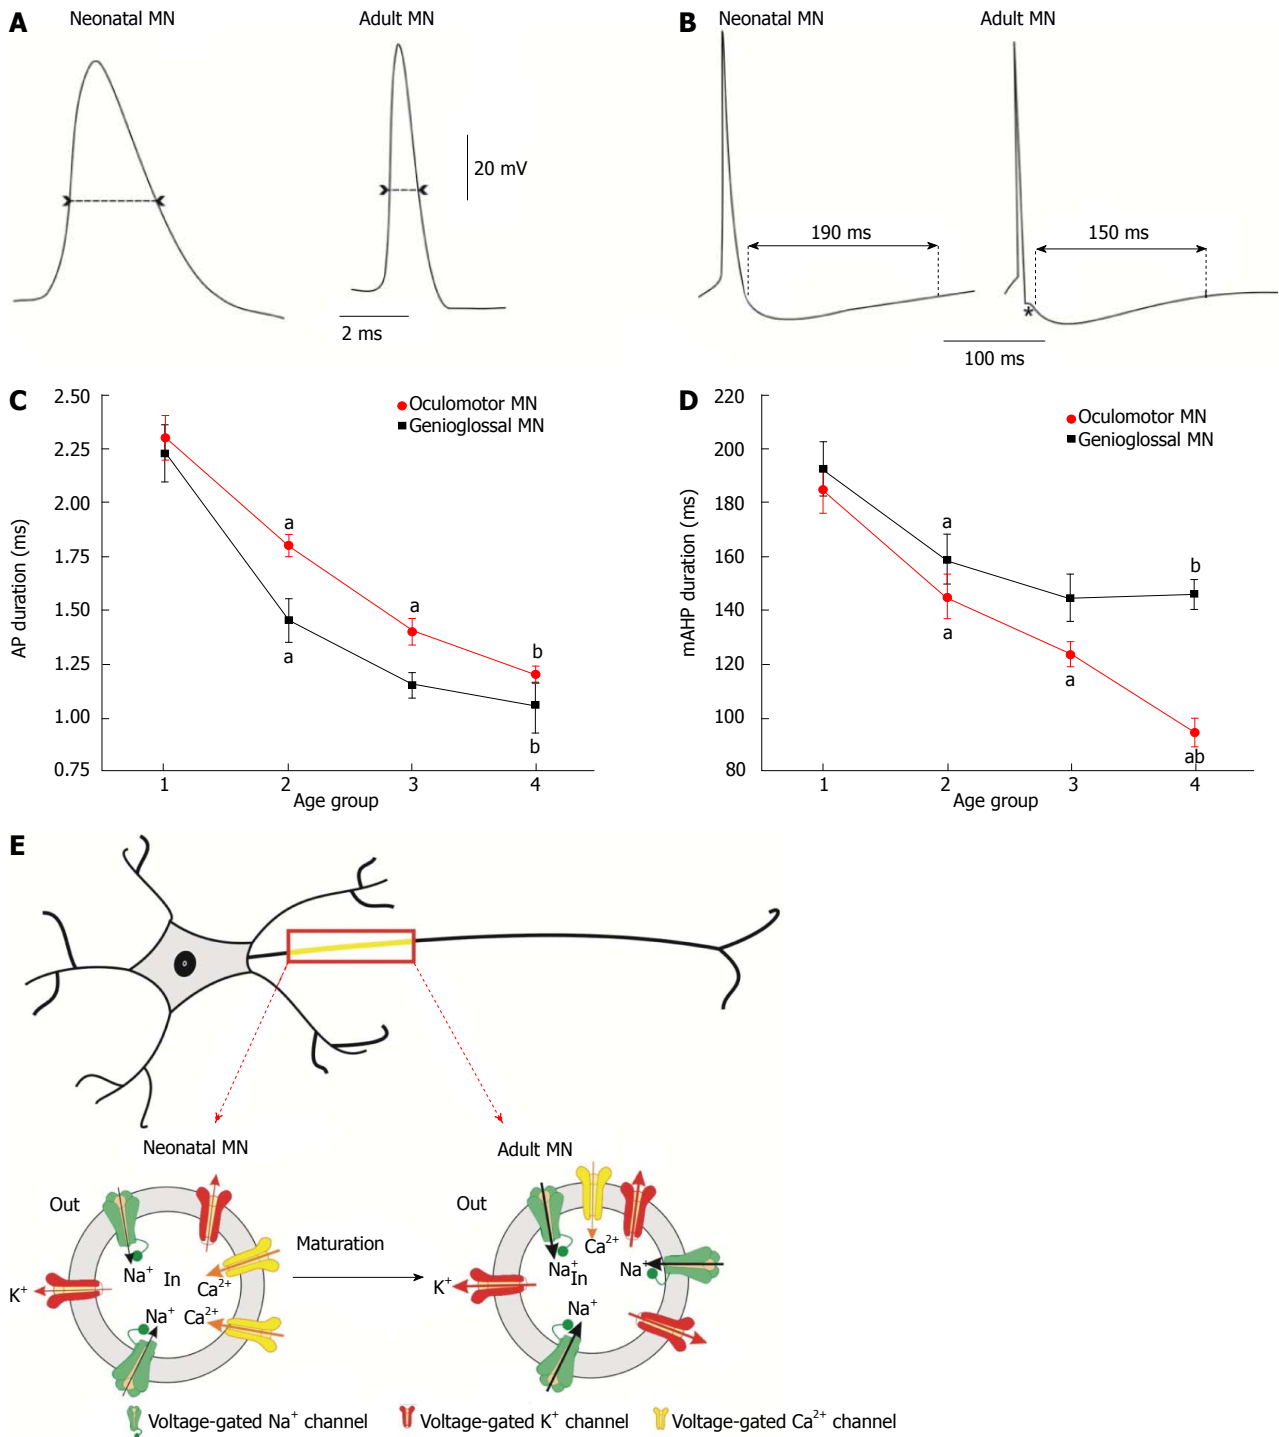 A
Neonatal MN
Adult MN
20 mV
2 ms
B
Neonatal MN
Adult MN
190 ms
150 ms
*
100 ms
C
Oculomotor MN
Genioglossal MN
AP duration (ms)
2.50
2.25
2.00
1.75
1.50
1.25
1.00
0.75
a
a
a
b
b
1
2
3
4
Age group
D
Oculomotor MN
Genioglossal MN
mAHP duration (ms)
220
200
180
160
140
120
100
80
a
a
a
b
ab
1
2
3
4
Age group
E
Neonatal MN
Out
Na⁺
In
K⁺
Ca²⁺
Na⁺
Ca²⁺
Maturation
Adult MN
Out
Ca²⁺
Na⁺
In
Na⁺
K⁺
Na⁺
Voltage-gated Na⁺ channel
Voltage-gated K⁺ channel
Voltage-gated Ca²⁺ channel